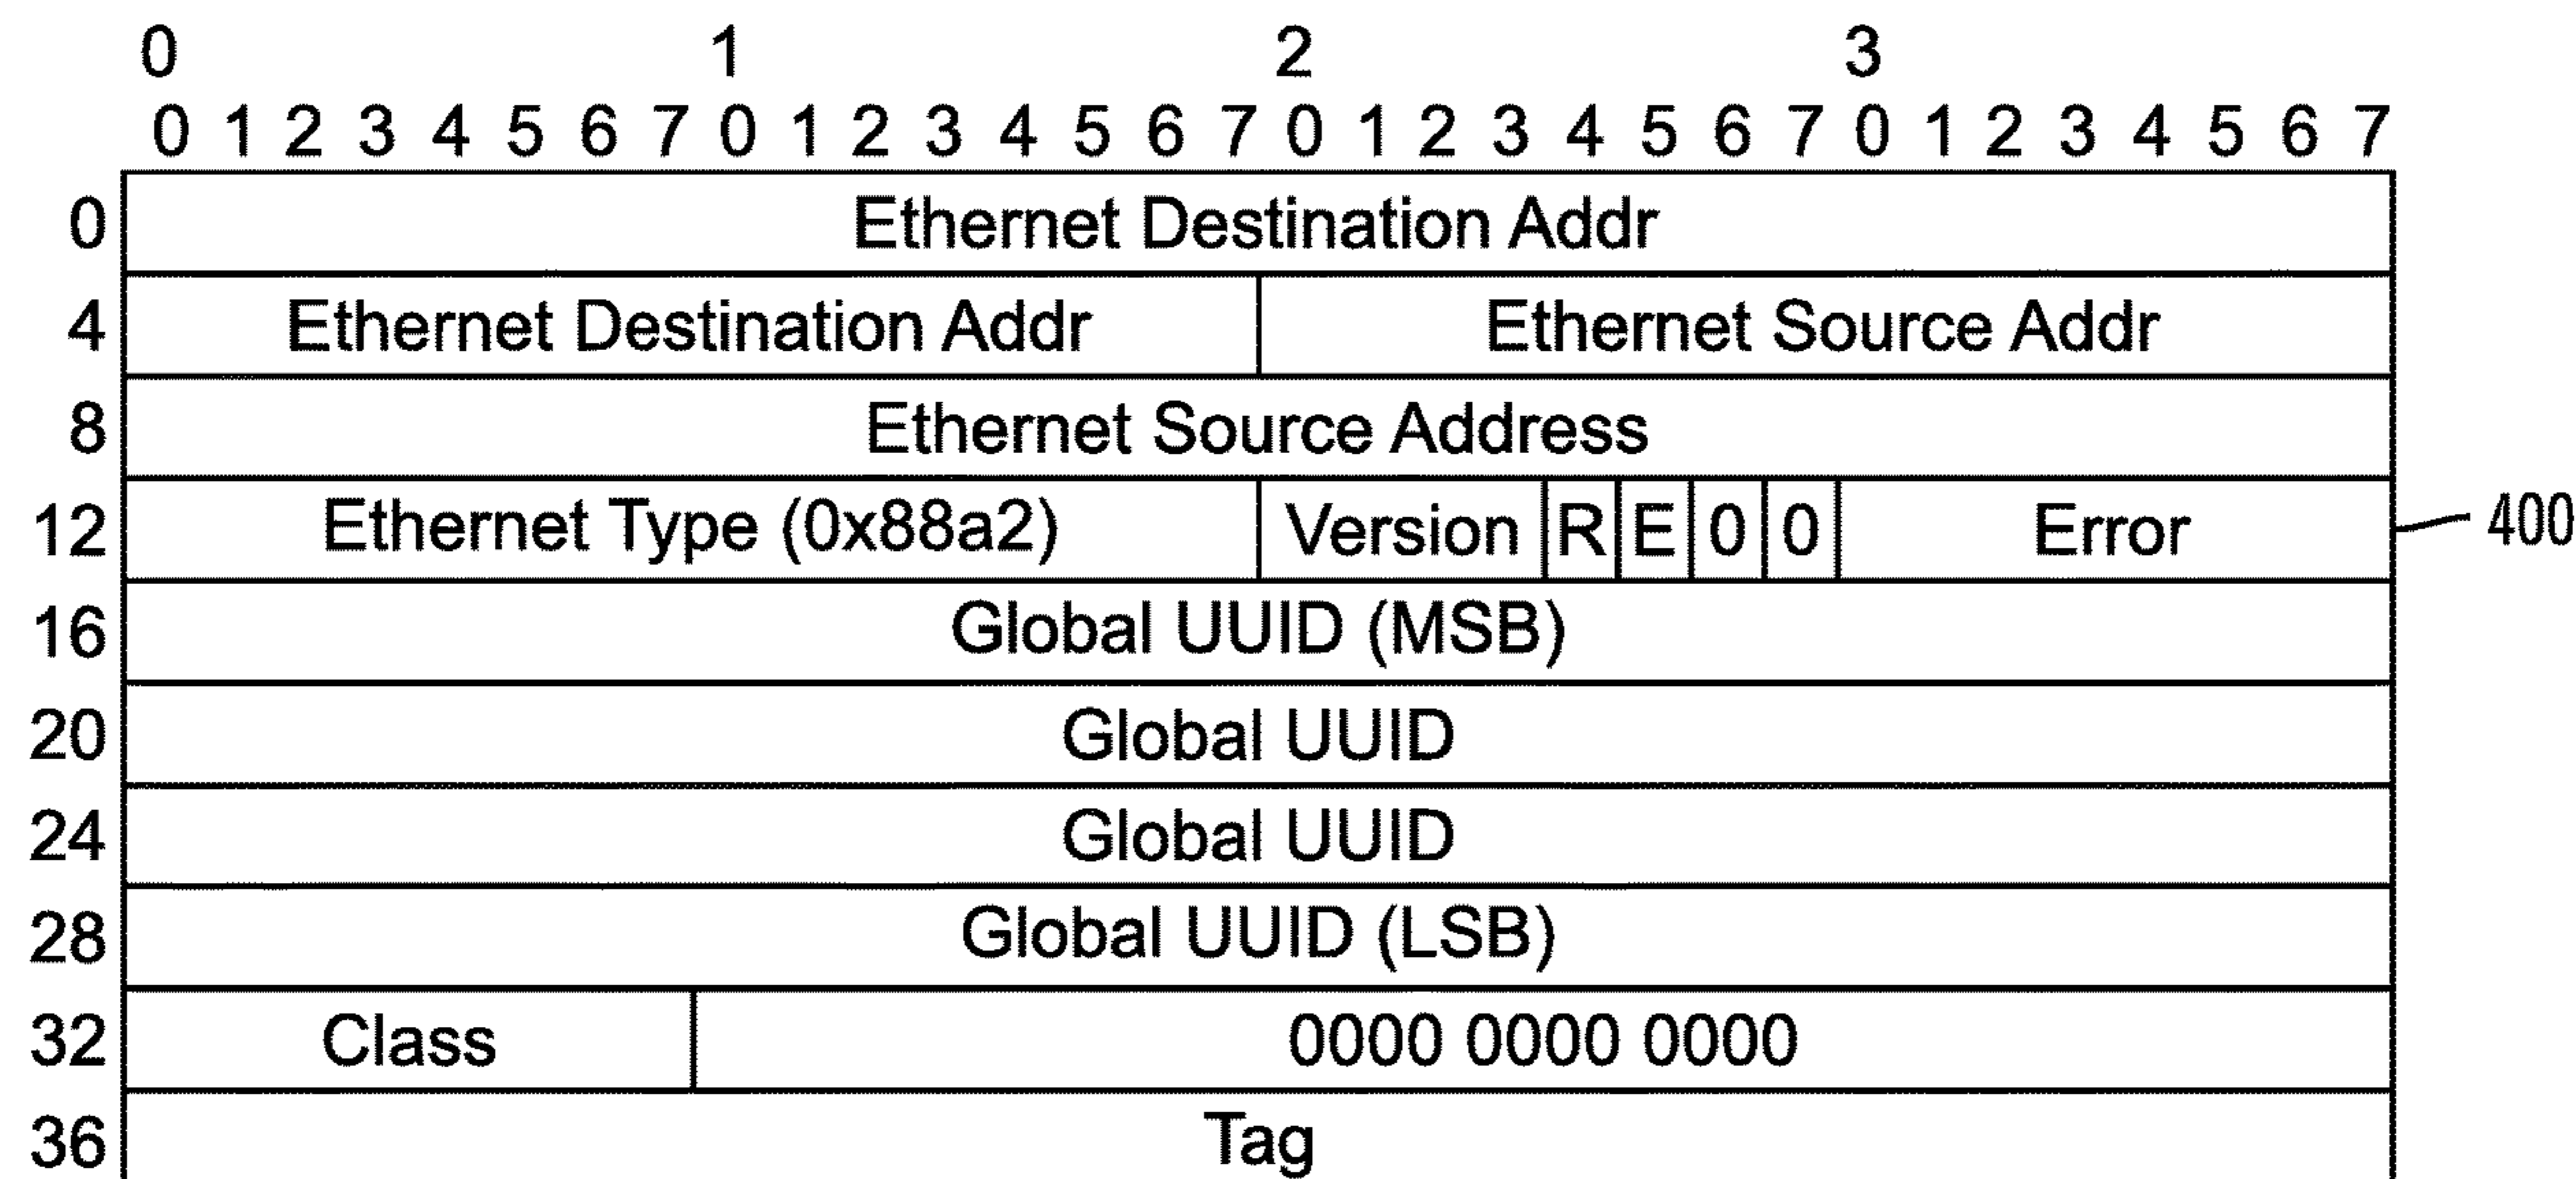 0 1 2 3
0 1 2 3 4 5 6 7 0 1 2 3 4 5 6 7 0 1 2 3 4 5 6 7 0 1 2 3 4 5 6 7
0 Ethernet Destination Addr
4 Ethernet Destination Addr Ethernet Source Addr
8 Ethernet Source Address
12 Ethernet Type (0x88a2) Version R E 0 0 Error 400
16 Global UUID (MSB)
20 Global UUID
24 Global UUID
28 Global UUID (LSB)
32 Class 0000 0000 0000
36 Tag